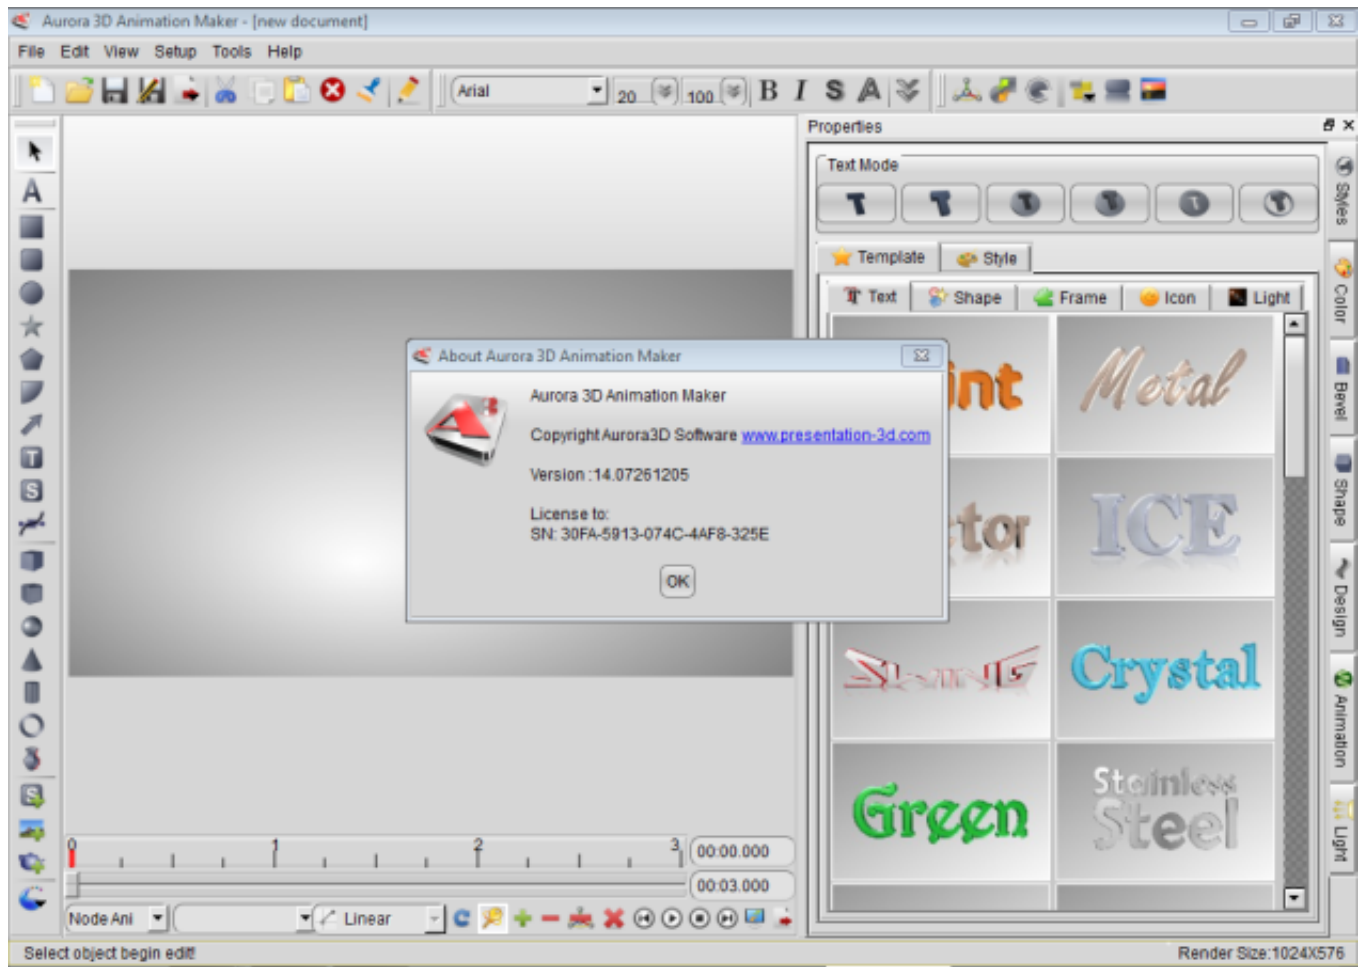 Aurora 3D Animation Maker - [new document]
File Edit View Setup Tools Help
Arial 20 100 B I S A
Properties
Text Mode
Template Style
Text Shape Frame Icon Light
Styles
Color
Bevel
Shape
Design
Animation
Light
Metal
ICE
Swing
Crystal
Green
Stainless
Steel
About Aurora 3D Animation Maker
Aurora 3D Animation Maker
Copyright Aurora3D Software www.presentation-3d.com
Version :14.07261205
License to:
SN: 30FA-5913-074C-4AF8-325E
OK
0 1 2 3 00:00.000
00:03.000
Node Ani Linear
Select object begin edit!
Render Size:1024X576